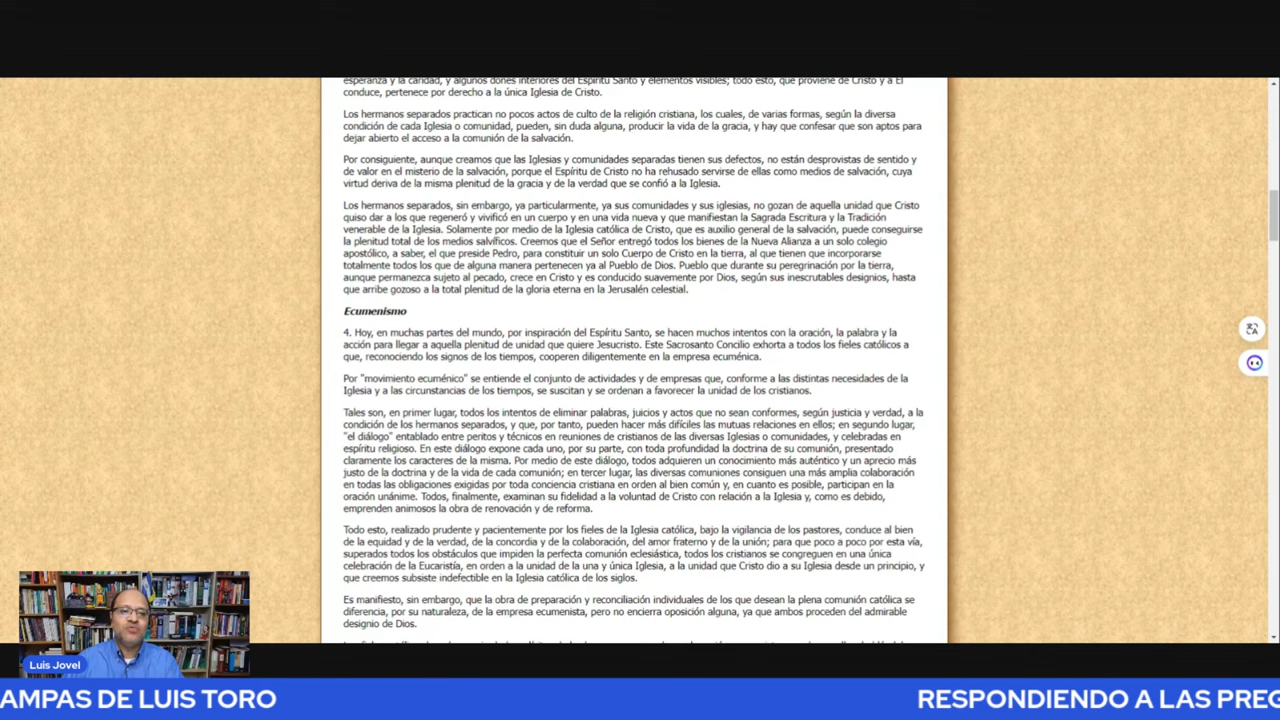 esperanza y la caridad, y algunos dones interiores del Espíritu Santo y elementos visibles; todo esto, que proviene de Cristo y a Él
conduce, pertenece por derecho a la única Iglesia de Cristo.
Los hermanos separados practican no pocos actos de culto de la religión cristiana, los cuales, de varias formas, según la diversa
condición de cada Iglesia o comunidad, pueden, sin duda alguna, producir la vida de la gracia, y hay que confesar que son aptos para
dejar abierto el acceso a la comunión de la salvación.
Por consiguiente, aunque creamos que las Iglesias y comunidades separadas tienen sus defectos, no están desprovistas de sentido y
de valor en el misterio de la salvación, porque el Espíritu de Cristo no ha rehusado servirse de ellas como medios de salvación, cuya
virtud deriva de la misma plenitud de la gracia y de la verdad que se confió a la Iglesia.
Los hermanos separados, sin embargo, ya particularmente, ya sus comunidades y sus iglesias, no gozan de aquella unidad que Cristo
quiso dar a los que regeneró y vivificó en un cuerpo y en una vida nueva y que manifiestan la Sagrada Escritura y la Tradición
venerable de la Iglesia. Solamente por medio de la Iglesia católica de Cristo, que es auxilio general de la salvación, puede conseguirse
la plenitud total de los medios salvíficos. Creemos que el Señor entregó todos los bienes de la Nueva Alianza a un solo colegio
apostólico, a saber, el que preside Pedro, para constituir un solo Cuerpo de Cristo en la tierra, al que tienen que incorporarse
totalmente todos los que de alguna manera pertenecen ya al Pueblo de Dios. Pueblo que durante su peregrinación por la tierra,
aunque permanezca sujeto al pecado, crece en Cristo y es conducido suavemente por Dios, según sus inescrutables designios, hasta
que arribe gozoso a la total plenitud de la gloria eterna en la Jerusalén celestial.
Ecumenismo
4. Hoy, en muchas partes del mundo, por inspiración del Espíritu Santo, se hacen muchos intentos con la oración, la palabra y la
acción para llegar a aquella plenitud de unidad que quiere Jesucristo. Este Sacrosanto Concilio exhorta a todos los fieles católicos a
que, reconociendo los signos de los tiempos, cooperen diligentemente en la empresa ecuménica.
Por "movimiento ecuménico" se entiende el conjunto de actividades y de empresas que, conforme a las distintas necesidades de la
Iglesia y a las circunstancias de los tiempos, se suscitan y se ordenan a favorecer la unidad de los cristianos.
Tales son, en primer lugar, todos los intentos de eliminar palabras, juicios y actos que no sean conformes, según justicia y verdad, a la
condición de los hermanos separados, y que, por tanto, pueden hacer más difíciles las mutuas relaciones en ellos; en segundo lugar,
"el diálogo" entablado entre peritos y técnicos en reuniones de cristianos de las diversas Iglesias o comunidades, y celebradas en
espíritu religioso. En este diálogo expone cada uno, por su parte, con toda profundidad la doctrina de su comunión, presentado
claramente los caracteres de la misma. Por medio de este diálogo, todos adquieren un conocimiento más auténtico y un aprecio más
justo de la doctrina y de la vida de cada comunión; en tercer lugar, las diversas comuniones consiguen una más amplia colaboración
en todas las obligaciones exigidas por toda conciencia cristiana en orden al bien común y, en cuanto es posible, participan en la
oración unánime. Todos, finalmente, examinan su fidelidad a la voluntad de Cristo con relación a la Iglesia y, como es debido,
emprenden animosos la obra de renovación y de reforma.
Todo esto, realizado prudente y pacientemente por los fieles de la Iglesia católica, bajo la vigilancia de los pastores, conduce al bien
de la equidad y de la verdad, de la concordia y de la colaboración, del amor fraterno y de la unión; para que poco a poco por esta vía,
superados todos los obstáculos que impiden la perfecta comunión eclesiástica, todos los cristianos se congreguen en una única
celebración de la Eucaristía, en orden a la unidad de la una y única Iglesia, a la unidad que Cristo dio a su Iglesia desde un principio, y
que creemos subsiste indefectible en la Iglesia católica de los siglos.
Es manifiesto, sin embargo, que la obra de preparación y reconciliación individuales de los que desean la plena comunión católica se
diferencia, por su naturaleza, de la empresa ecumenista, pero no encierra oposición alguna, ya que ambos proceden del admirable
designio de Dios.
Luis Jovel
AMPAS DE LUIS TORO
RESPONDIENDO A LAS PREG